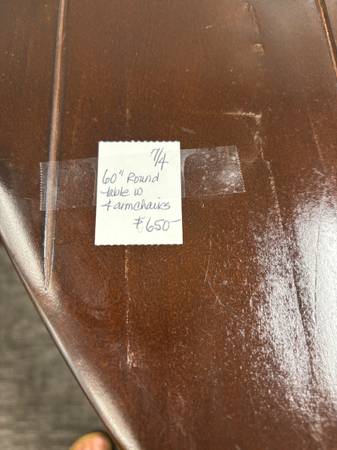 7/4
60" Round
table w
4 armchairs
$650-